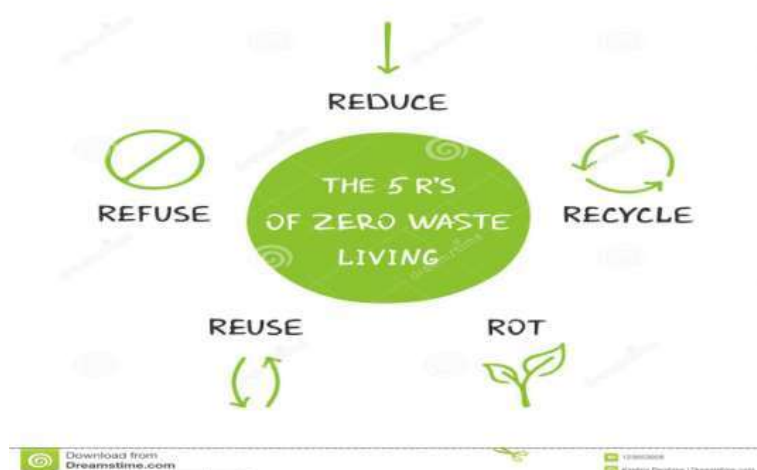 REDUCE
REFUSE
THE 5 R'S
OF ZERO WASTE
LIVING
RECYCLE
REUSE
ROT
Download from
Dreamstime.com